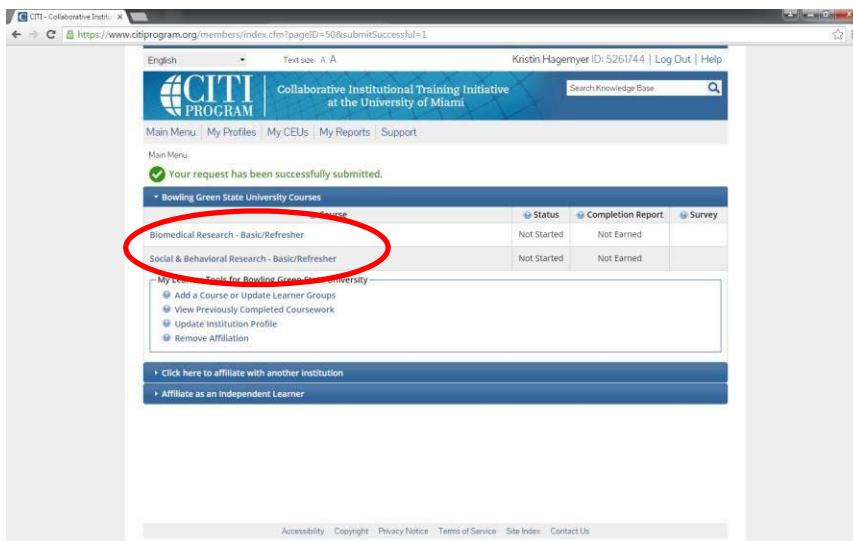 CITI - Collaborative Institu
https://www.citiprogram.org/members/index.cfm?pageID=50&submitSuccessful=1
English Text size: A A Kristin Hagemyer ID: 5261744 | Log Out | Help
CITI PROGRAM
Collaborative Institutional Training Initiative
at the University of Miami
Search Knowledge Base
Main Menu My Profiles My CEUs My Reports Support
Main Menu
Your request has been successfully submitted.
Bowling Green State University Courses
Course Status Completion Report Survey
Biomedical Research - Basic/Refresher Not Started Not Earned
Social & Behavioral Research - Basic/Refresher Not Started Not Earned
My Learner Tools for Bowling Green State University
Add a Course or Update Learner Groups
View Previously Completed Coursework
Update Institution Profile
Remove Affiliation
Click here to affiliate with another institution
Affiliate as an Independent Learner
Accessibility Copyright Privacy Notice Terms of Service Site Index Contact Us